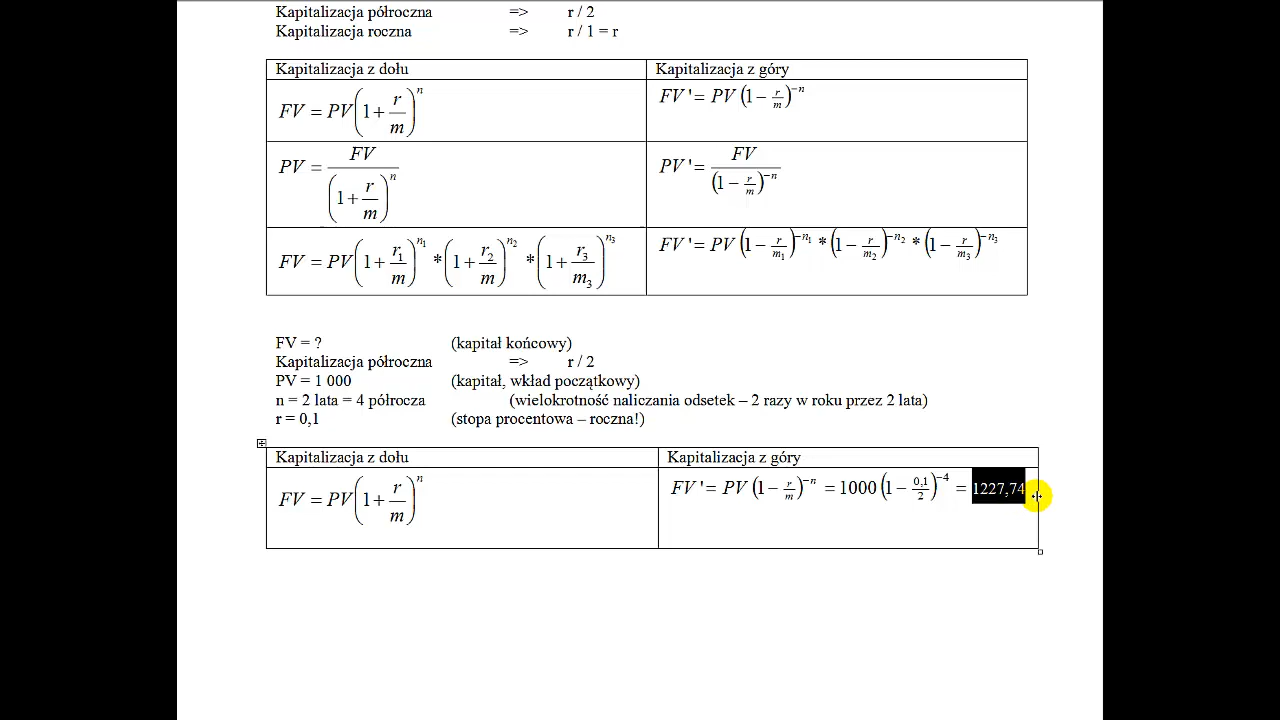 Kapitalizacja półroczna => r / 2
Kapitalizacja roczna => r / 1 = r
Kapitalizacja z dołu Kapitalizacja z góry
FV = PV(1 + r/m)^n FV ' = PV (1 − r/m)^−n
PV = FV/(1 + r/m)^n PV ' = FV/(1 − r/m)^−n
FV = PV(1 + r₁/m)^n₁ * (1 + r₂/m)^n₂ * (1 + r₃/m₃)^n₃ FV ' = PV (1 − r/m₁)^−n₁ * (1 − r/m₂)^−n₂ * (1 − r/m₃)^−n₃
FV = ? (kapitał końcowy)
Kapitalizacja półroczna => r / 2
PV = 1 000 (kapitał, wkład początkowy)
n = 2 lata = 4 półrocza (wielokrotność naliczania odsetek – 2 razy w roku przez 2 lata)
r = 0,1 (stopa procentowa – roczna!)
Kapitalizacja z dołu Kapitalizacja z góry
FV = PV(1 + r/m)^n FV ' = PV (1 − r/m)^−n = 1000 (1 − 0,1/2)^−4 = 1227,74